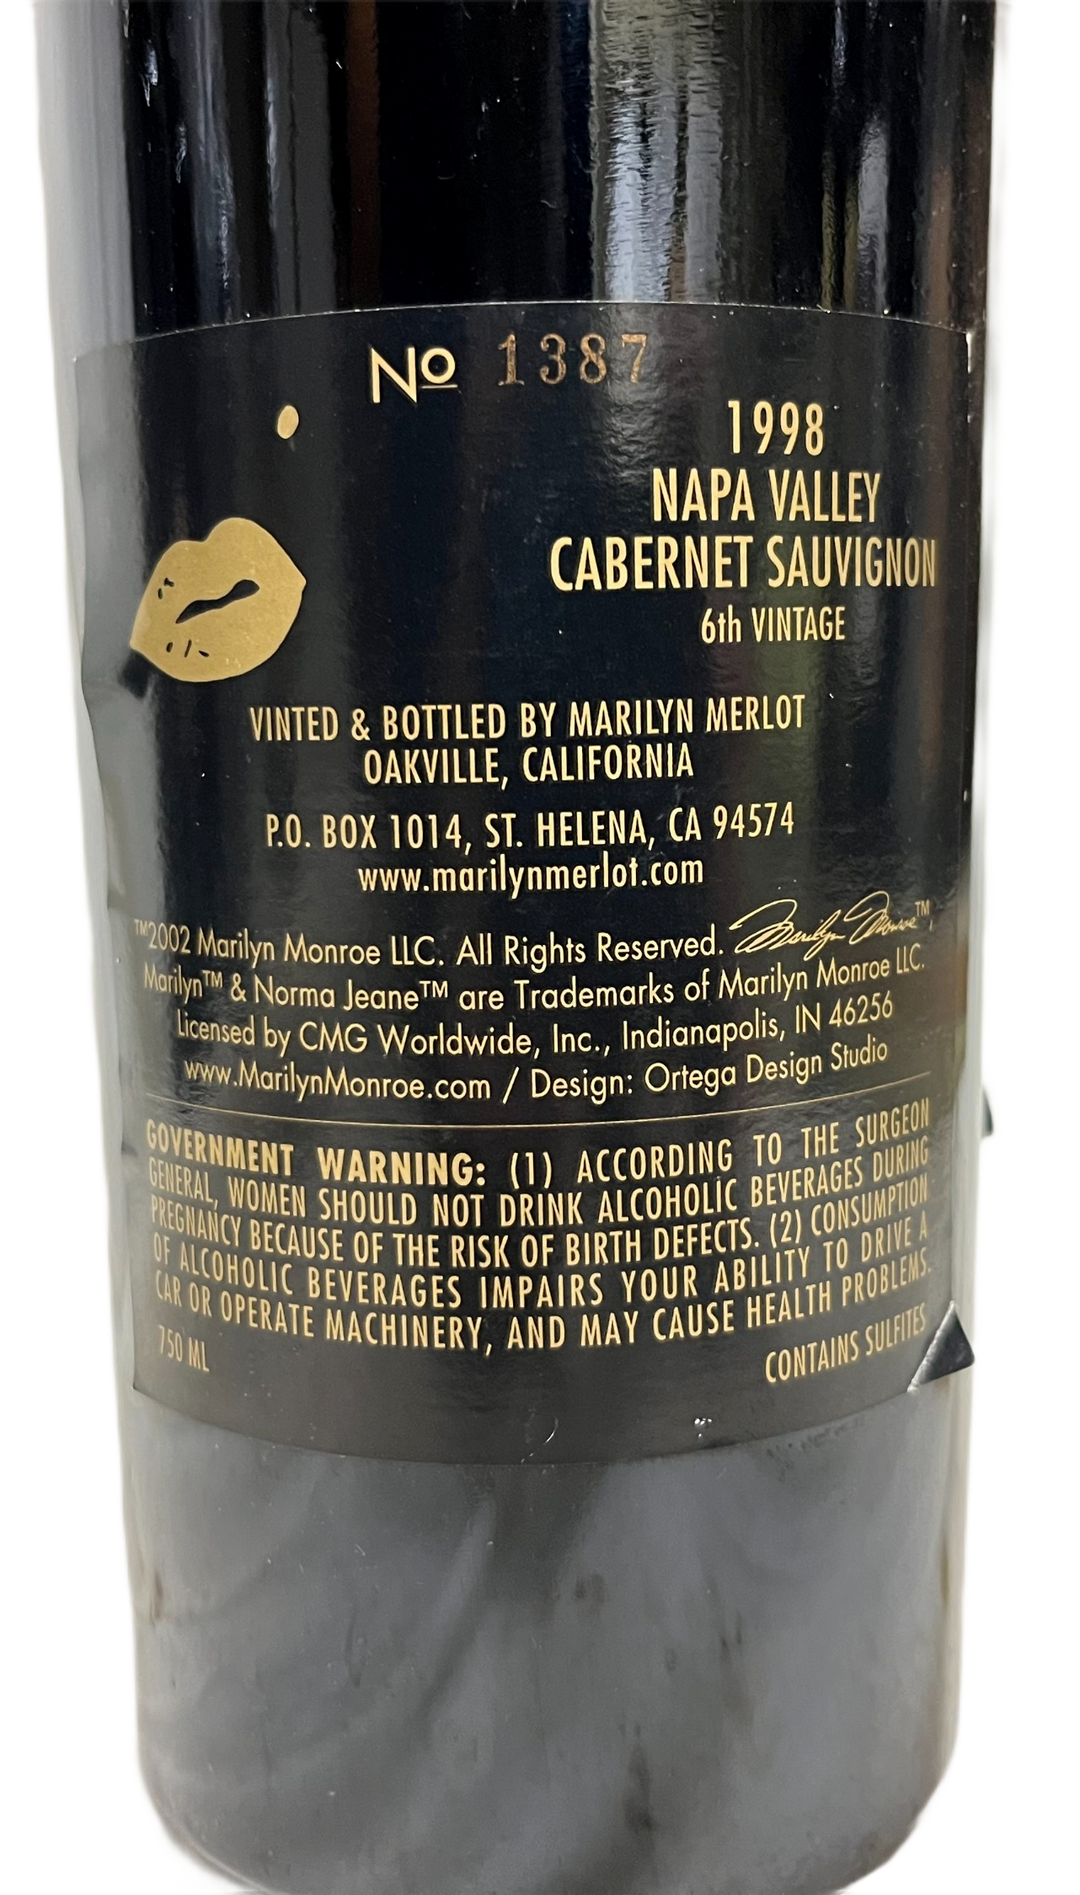 No 1387
1998
NAPA VALLEY
CABERNET SAUVIGNON
6th VINTAGE
VINTED & BOTTLED BY MARILYN MERLOT
OAKVILLE, CALIFORNIA
P.O. BOX 1014, ST. HELENA, CA 94574
www.marilynmerlot.com
™2002 Marilyn Monroe LLC. All Rights Reserved. Marilyn Monroe™,
Marilyn™ & Norma Jeane™ are Trademarks of Marilyn Monroe LLC.
Licensed by CMG Worldwide, Inc., Indianapolis, IN 46256
www.MarilynMonroe.com / Design: Ortega Design Studio
GOVERNMENT WARNING: (1) ACCORDING TO THE SURGEON
GENERAL, WOMEN SHOULD NOT DRINK ALCOHOLIC BEVERAGES DURING
PREGNANCY BECAUSE OF THE RISK OF BIRTH DEFECTS. (2) CONSUMPTION
OF ALCOHOLIC BEVERAGES IMPAIRS YOUR ABILITY TO DRIVE A
CAR OR OPERATE MACHINERY, AND MAY CAUSE HEALTH PROBLEMS.
750 ML
CONTAINS SULFITES